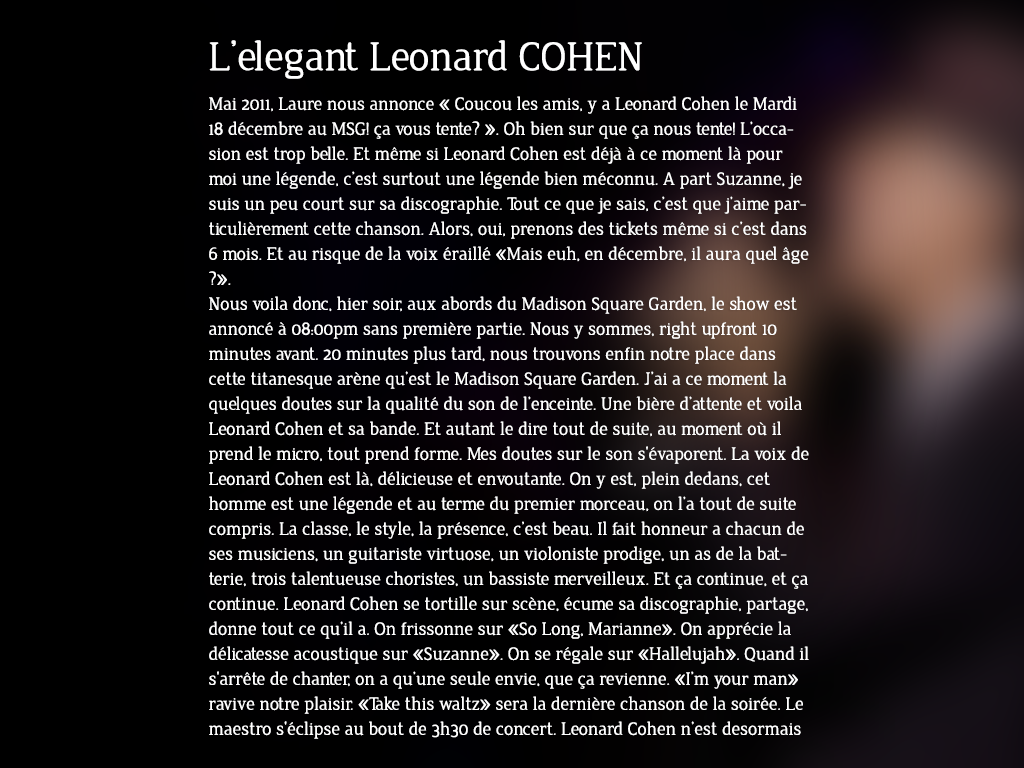 L'elegant Leonard COHEN
Mai 2011, Laure nous annonce « Coucou les amis, y a Leonard Cohen le Mardi
18 décembre au MSG! ça vous tente? ». Oh bien sur que ça nous tente! L'occa-
sion est trop belle. Et même si Leonard Cohen est déjà à ce moment là pour
moi une légende, c'est surtout une légende bien méconnu. A part Suzanne, je
suis un peu court sur sa discographie. Tout ce que je sais, c'est que j'aime par-
ticulièrement cette chanson. Alors, oui, prenons des tickets même si c'est dans
6 mois. Et au risque de la voix éraillé «Mais euh, en décembre, il aura quel âge
?».
Nous voila donc, hier soir, aux abords du Madison Square Garden, le show est
annoncé à 08:00pm sans première partie. Nous y sommes, right upfront 10
minutes avant. 20 minutes plus tard, nous trouvons enfin notre place dans
cette titanesque arène qu'est le Madison Square Garden. J'ai a ce moment la
quelques doutes sur la qualité du son de l'enceinte. Une bière d'attente et voila
Leonard Cohen et sa bande. Et autant le dire tout de suite, au moment où il
prend le micro, tout prend forme. Mes doutes sur le son s'évaporent. La voix de
Leonard Cohen est là, délicieuse et envoutante. On y est, plein dedans, cet
homme est une légende et au terme du premier morceau, on l'a tout de suite
compris. La classe, le style, la présence, c'est beau. Il fait honneur a chacun de
ses musiciens, un guitariste virtuose, un violoniste prodige, un as de la bat-
terie, trois talentueuse choristes, un bassiste merveilleux. Et ça continue, et ça
continue. Leonard Cohen se tortille sur scène, écume sa discographie, partage,
donne tout ce qu'il a. On frissonne sur «So Long, Marianne». On apprécie la
délicatesse acoustique sur «Suzanne». On se régale sur «Hallelujah». Quand il
s'arrête de chanter, on a qu'une seule envie, que ça revienne. «I'm your man»
ravive notre plaisir. «Take this waltz» sera la dernière chanson de la soirée. Le
maestro s'éclipse au bout de 3h30 de concert. Leonard Cohen n'est desormais